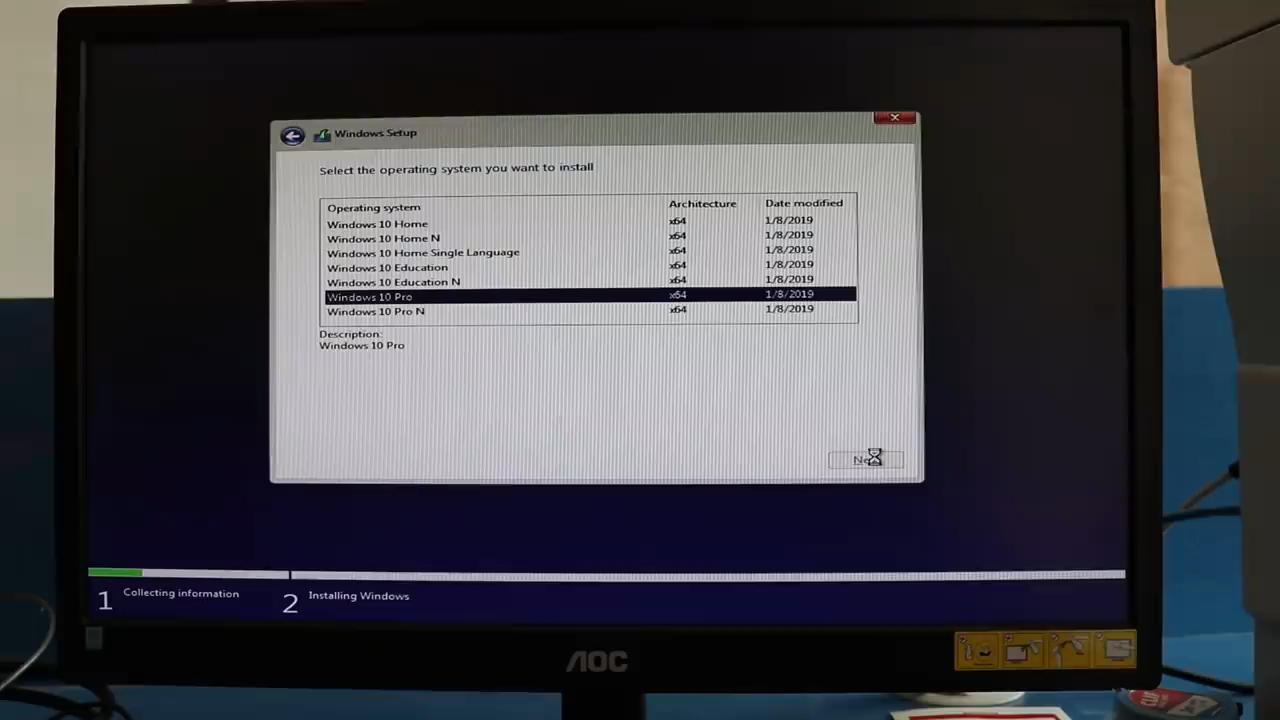 Windows Setup
Select the operating system you want to install
Operating system Architecture Date modified
Windows 10 Home x64 1/8/2019
Windows 10 Home N x64 1/8/2019
Windows 10 Home Single Language x64 1/8/2019
Windows 10 Education x64 1/8/2019
Windows 10 Education N x64 1/8/2019
Windows 10 Pro x64 1/8/2019
Windows 10 Pro N x64 1/8/2019
Description:
Windows 10 Pro
1 Collecting information
2 Installing Windows
AOC